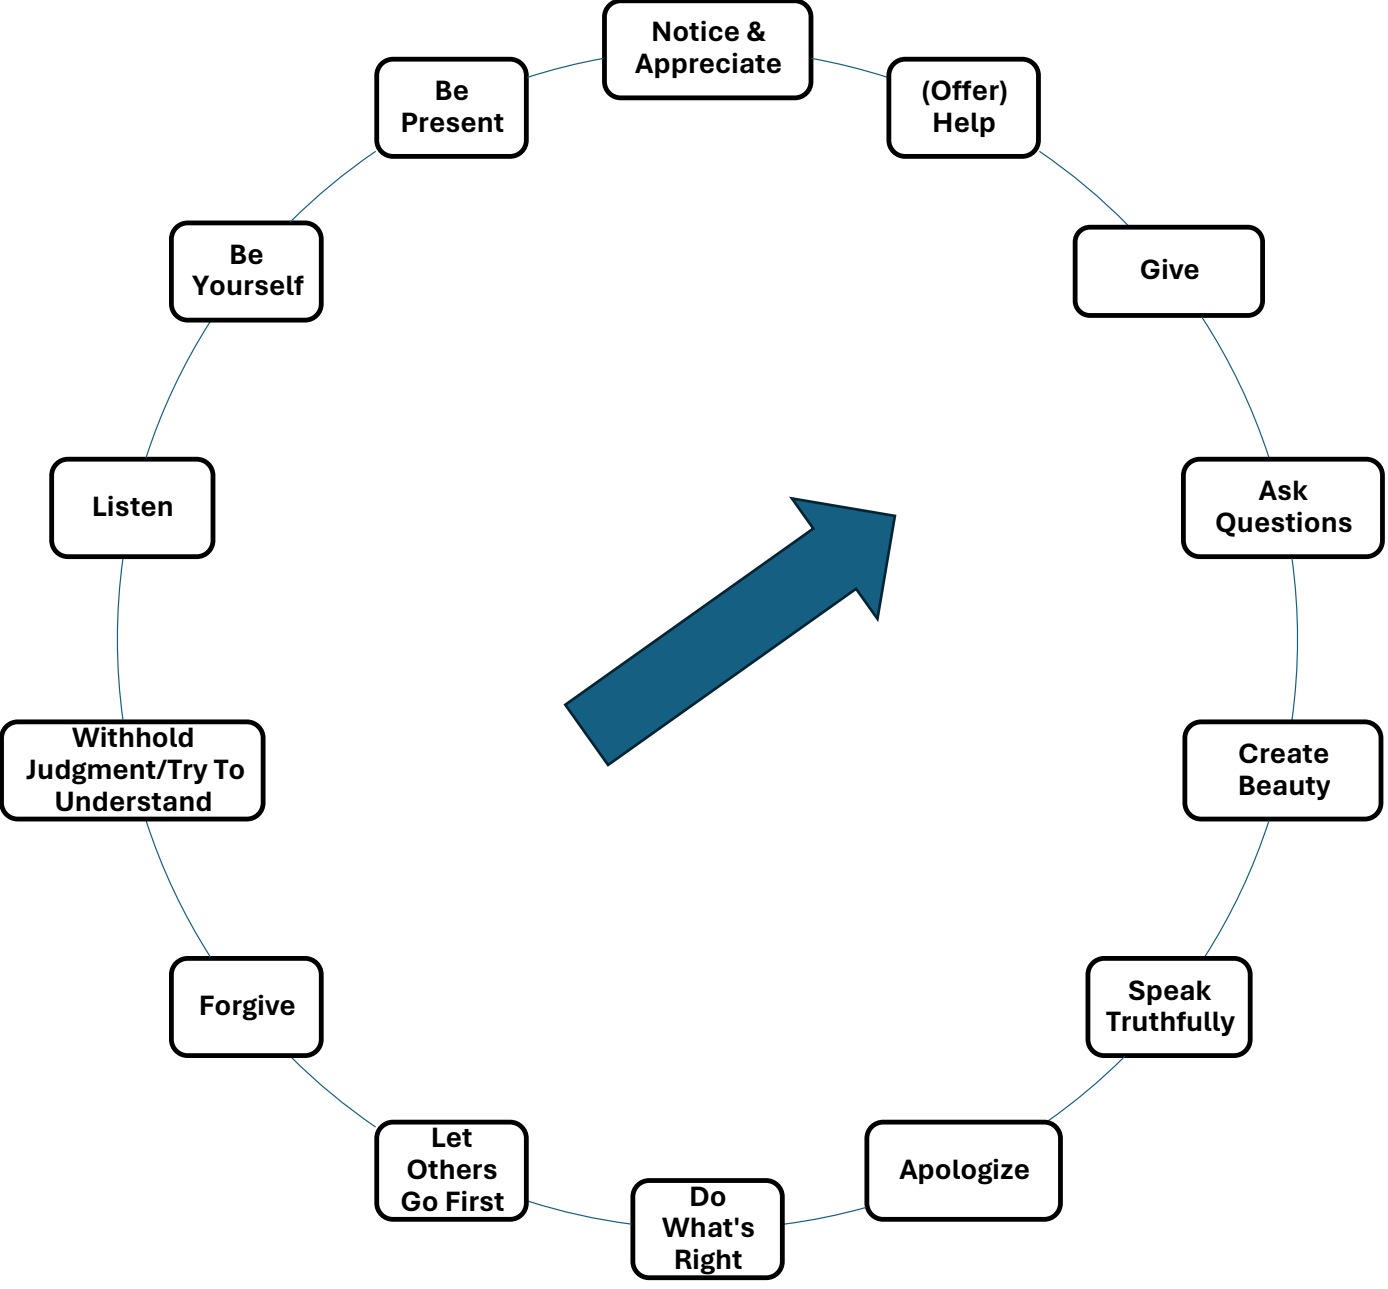 Notice &
Appreciate
(Offer)
Help
Give
Ask
Questions
Create
Beauty
Speak
Truthfully
Apologize
Do
What's
Right
Let
Others
Go First
Forgive
Withhold
Judgment/Try To
Understand
Listen
Be
Yourself
Be
Present